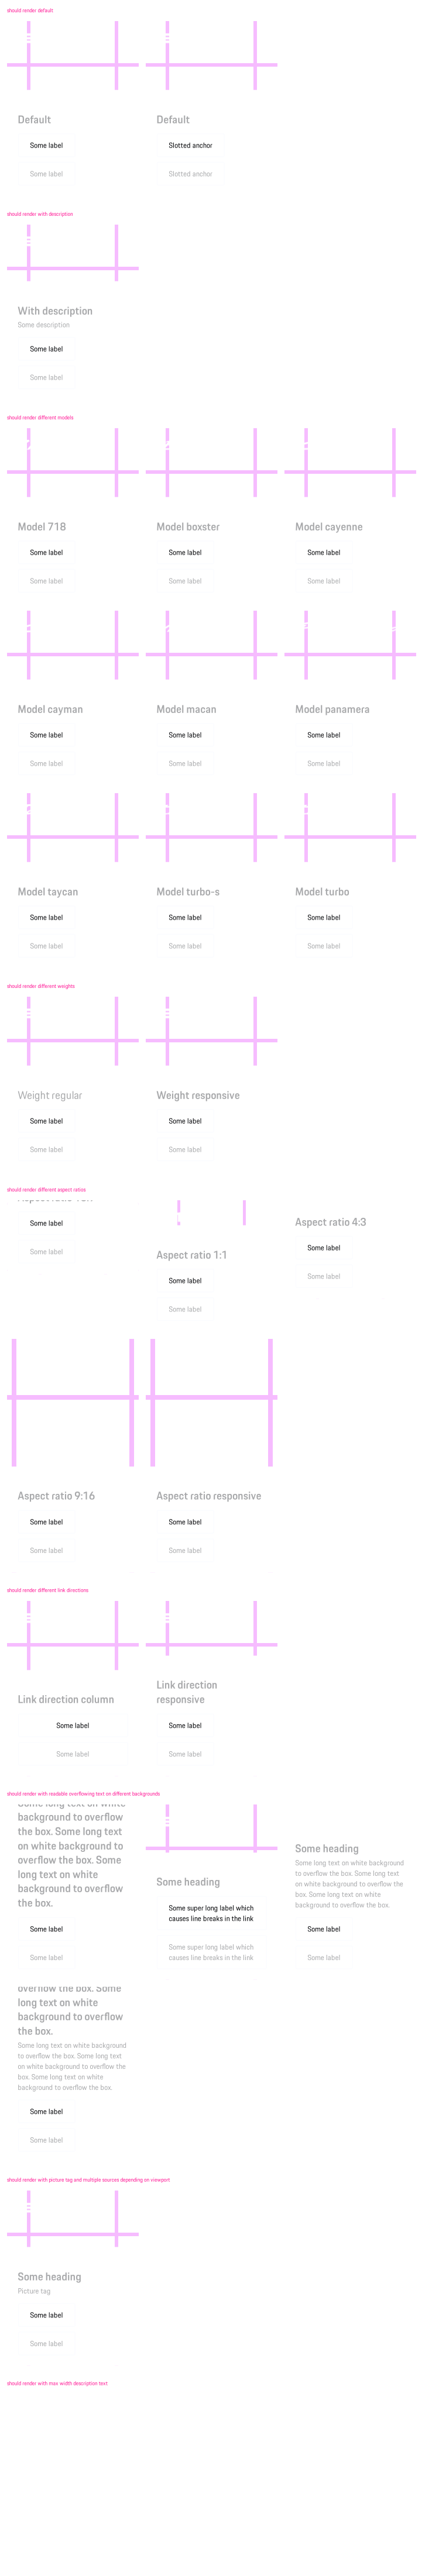 should render default
Default
Some label
Some label
Default
Slotted anchor
Slotted anchor
should render with description
With description
Some description
Some label
Some label
should render different models
Model 718
Some label
Some label
Model boxster
Some label
Some label
Model cayenne
Some label
Some label
Model cayman
Some label
Some label
Model macan
Some label
Some label
Model panamera
Some label
Some label
Model taycan
Some label
Some label
Model turbo-s
Some label
Some label
Model turbo
Some label
Some label
should render different weights
Weight regular
Some label
Some label
Weight responsive
Some label
Some label
should render different aspect ratios
Some label
Some label
Aspect ratio 1:1
Some label
Some label
Aspect ratio 4:3
Some label
Some label
Aspect ratio 9:16
Some label
Some label
Aspect ratio responsive
Some label
Some label
should render different link directions
Link direction column
Some label
Some label
Link direction
responsive
Some label
Some label
should render with readable overflowing text on different backgrounds
Some long text on white
background to overflow
the box. Some long text
on white background to
overflow the box. Some
long text on white
background to overflow
the box.
Some label
Some label
Some heading
Some super long label which
causes line breaks in the link
Some super long label which
causes line breaks in the link
Some heading
Some long text on white background
to overflow the box. Some long text
on white background to overflow the
box. Some long text on white
background to overflow the box.
Some label
Some label
overflow the box. Some
long text on white
background to overflow
the box.
Some long text on white background
to overflow the box. Some long text
on white background to overflow the
box. Some long text on white
background to overflow the box.
Some label
Some label
should render with picture tag and multiple sources depending on viewport
Some heading
Picture tag
Some label
Some label
should render with max width description text